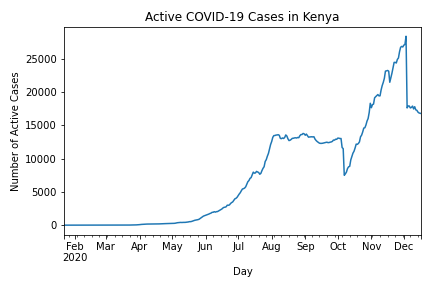 Active COVID-19 Cases in Kenya
Number of Active Cases
25000
20000
15000
10000
5000
0
Feb Mar Apr May Jun Jul Aug Sep Oct Nov Dec
2020
Day